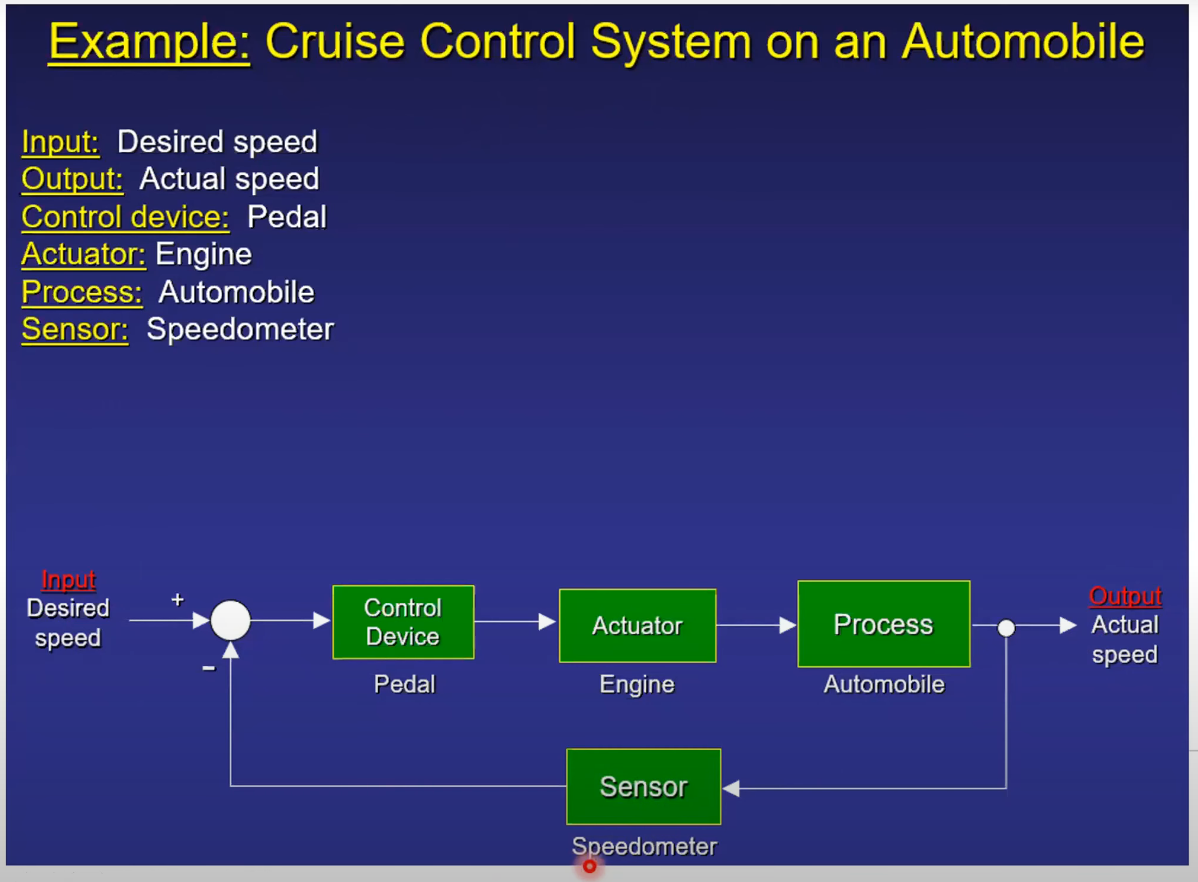 Example: Cruise Control System on an Automobile
Input: Desired speed
Output: Actual speed
Control device: Pedal
Actuator: Engine
Process: Automobile
Sensor: Speedometer
Input
Desired
speed
+
−
Control
Device
Pedal
Actuator
Engine
Process
Automobile
Output
Actual
speed
Sensor
Speedometer